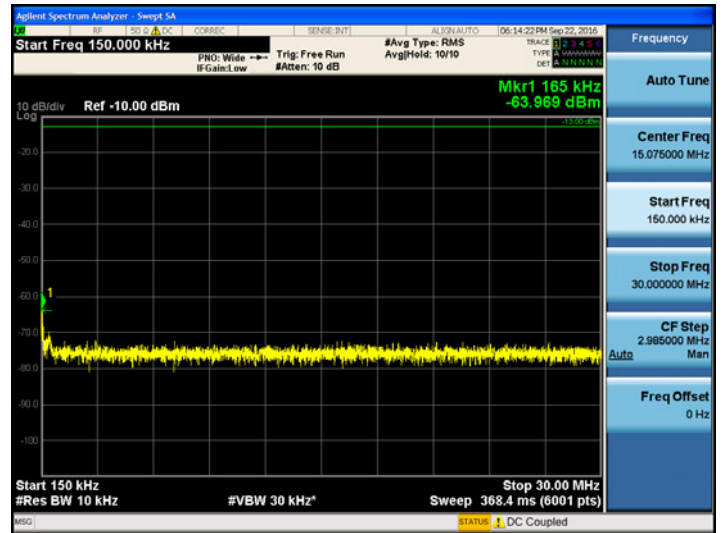 Agilent Spectrum Analyzer - Swept SA
RF 50 Ω DC CORREC SENSE:INT ALIGN AUTO 06:14:22 PM Sep 22, 2016
Start Freq 150.000 kHz
PNO: Wide
IFGain:Low
Trig: Free Run
#Atten: 10 dB
#Avg Type: RMS
Avg|Hold: 10/10
TRACE 1 2 3 4 5 6
TYPE A WWWWW
DET A N N N N N
Frequency
Mkr1 165 kHz
-63.969 dBm
10 dB/div Ref -10.00 dBm
Log
-13.00 dBm
-20.0
-30.0
-40.0
-50.0
-60.0
-70.0
-80.0
-90.0
-100
1
Start 150 kHz
Stop 30.00 MHz
#Res BW 10 kHz
#VBW 30 kHz*
Sweep 368.4 ms (6001 pts)
MSG
STATUS DC Coupled
Auto Tune
Center Freq
15.075000 MHz
Start Freq
150.000 kHz
Stop Freq
30.000000 MHz
CF Step
2.985000 MHz
Auto Man
Freq Offset
0 Hz